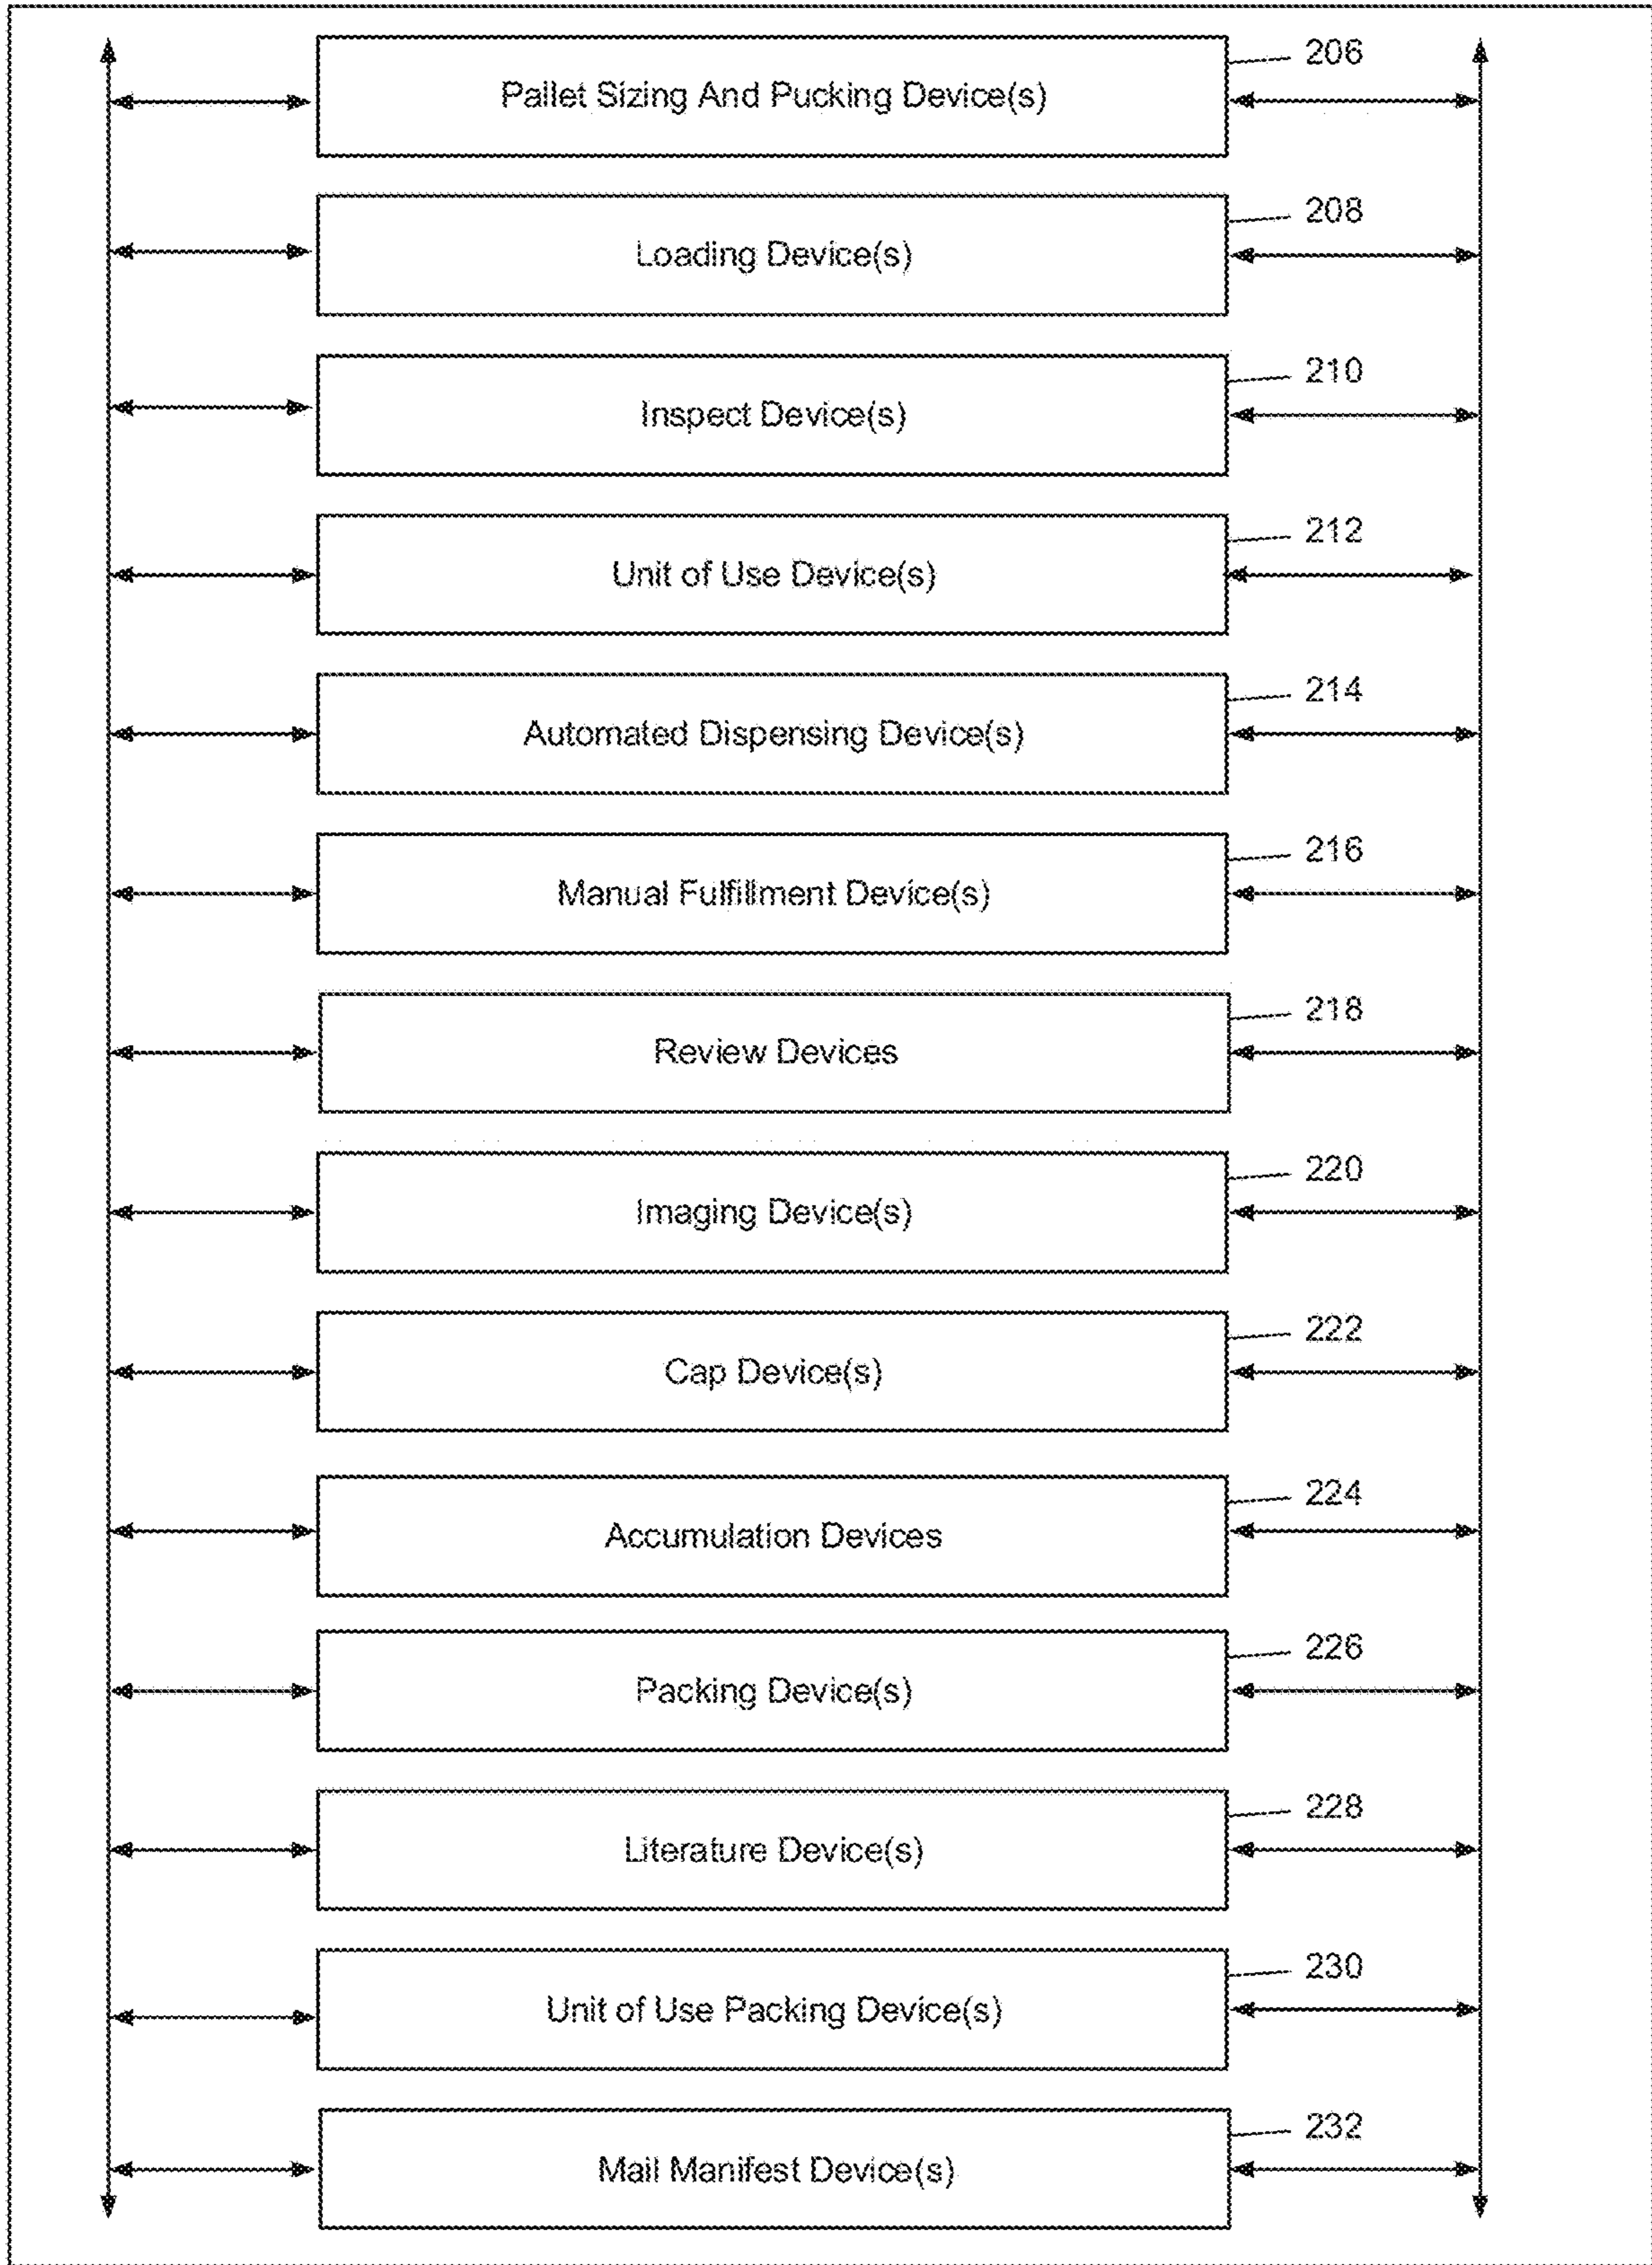 206
Pallet Sizing And Pucking Device(s)
208
Loading Device(s)
210
Inspect Device(s)
212
Unit of Use Device(s)
214
Automated Dispensing Device(s)
216
Manual Fulfillment Device(s)
218
Review Devices
220
Imaging Device(s)
222
Cap Device(s)
224
Accumulation Devices
226
Packing Device(s)
228
Literature Device(s)
230
Unit of Use Packing Device(s)
232
Mail Manifest Device(s)